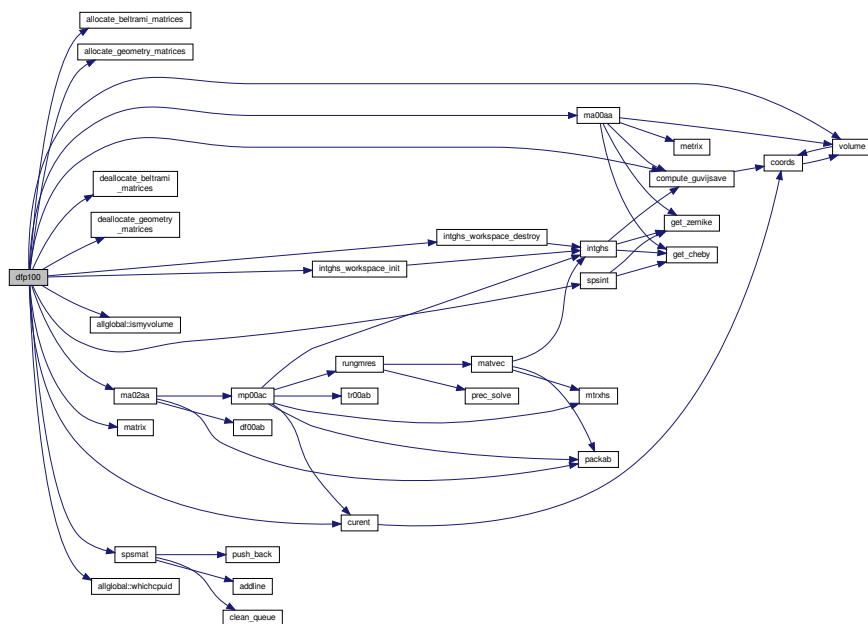 allocate_beltrami_matrices
allocate_geometry_matrices
ma00aa
metrix
volume
coords
compute_guvijsave
deallocate_beltrami
_matrices
deallocate_geometry
_matrices
get_zernike
intghs_workspace_destroy
intghs
get_cheby
intghs_workspace_init
dfp100
spsint
allglobal::ismyvolume
rungmres
matvec
ma02aa
mp00ac
tr00ab
prec_solve
mtrxhs
matrix
df00ab
packab
curent
spsmat
push_back
allglobal::whichcpuid
addline
clean_queue